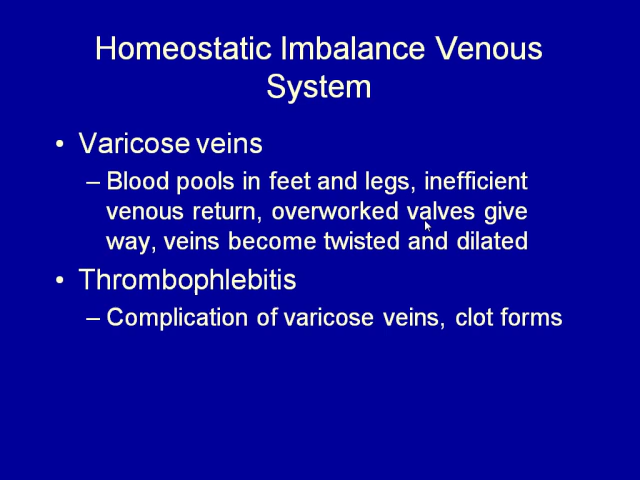 Homeostatic Imbalance Venous
System
• Varicose veins
– Blood pools in feet and legs, inefficient
venous return, overworked valves give
way, veins become twisted and dilated
• Thrombophlebitis
– Complication of varicose veins, clot forms